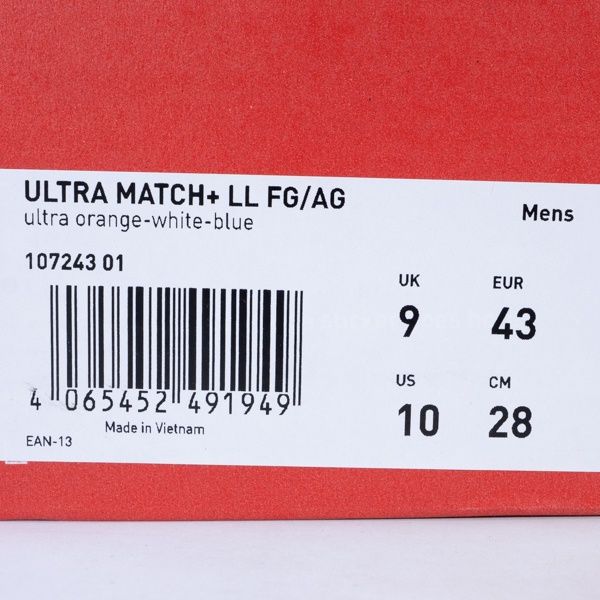 ULTRA MATCH+ LL FG/AG
ultra orange-white-blue
Mens
107243 01
UK
9
EUR
43
US
10
CM
28
4 065452 491949
Made in Vietnam
EAN-13